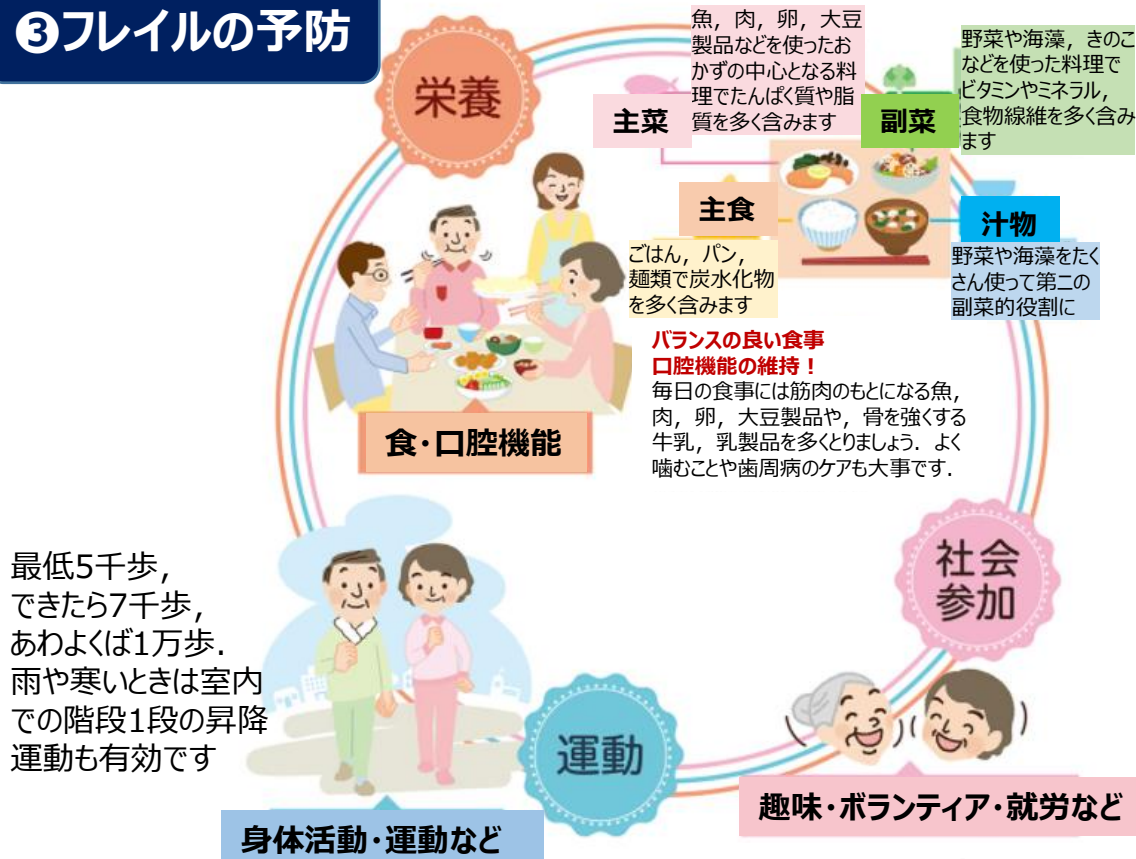 ❸フレイルの予防
栄養
魚，肉，卵，大豆
製品などを使ったお
かずの中心となる料
理でたんぱく質や脂
質を多く含みます
主菜
野菜や海藻，きのこ
などを使った料理で
ビタミンやミネラル，
食物線維を多く含み
ます
副菜
主食
ごはん，パン，
麺類で炭水化物
を多く含みます
汁物
野菜や海藻をたく
さん使って第二の
副菜的役割に
バランスの良い食事
口腔機能の維持！
毎日の食事には筋肉のもとになる魚，
肉，卵，大豆製品や，骨を強くする
牛乳，乳製品を多くとりましょう．よく
噛むことや歯周病のケアも大事です．
食・口腔機能
最低5千歩，
できたら7千歩，
あわよくば1万歩．
雨や寒いときは室内
での階段1段の昇降
運動も有効です
社会
参加
運動
身体活動・運動など
趣味・ボランティア・就労など